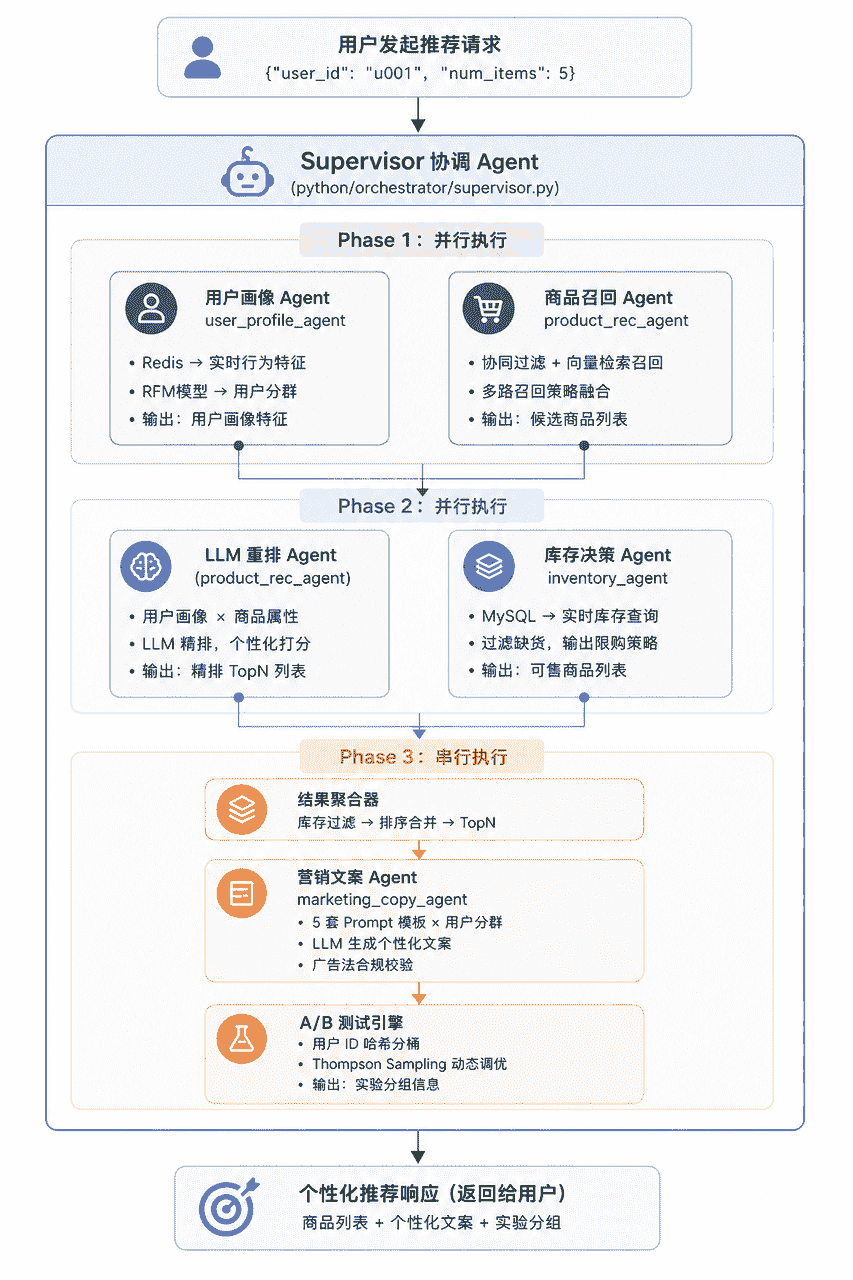 用户发起推荐请求
{"user_id": "u001", "num_items": 5}
Supervisor 协调 Agent
(python/orchestrator/supervisor.py)
Phase 1：并行执行
用户画像 Agent
user_profile_agent
• Redis → 实时行为特征
• RFM模型 → 用户分群
• 输出：用户画像特征
商品召回 Agent
product_rec_agent
• 协同过滤 + 向量检索召回
• 多路召回策略融合
• 输出：候选商品列表
Phase 2：并行执行
LLM 重排 Agent
(product_rec_agent)
• 用户画像 × 商品属性
• LLM 精排，个性化打分
• 输出：精排 TopN 列表
库存决策 Agent
inventory_agent
• MySQL → 实时库存查询
• 过滤缺货，输出限购策略
• 输出：可售商品列表
Phase 3：串行执行
结果聚合器
库存过滤 → 排序合并 → TopN
营销文案 Agent
marketing_copy_agent
• 5 套 Prompt 模板 × 用户分群
• LLM 生成个性化文案
• 广告法合规校验
A/B 测试引擎
• 用户 ID 哈希分桶
• Thompson Sampling 动态调优
• 输出：实验分组信息
个性化推荐响应（返回给用户）
商品列表 + 个性化文案 + 实验分组